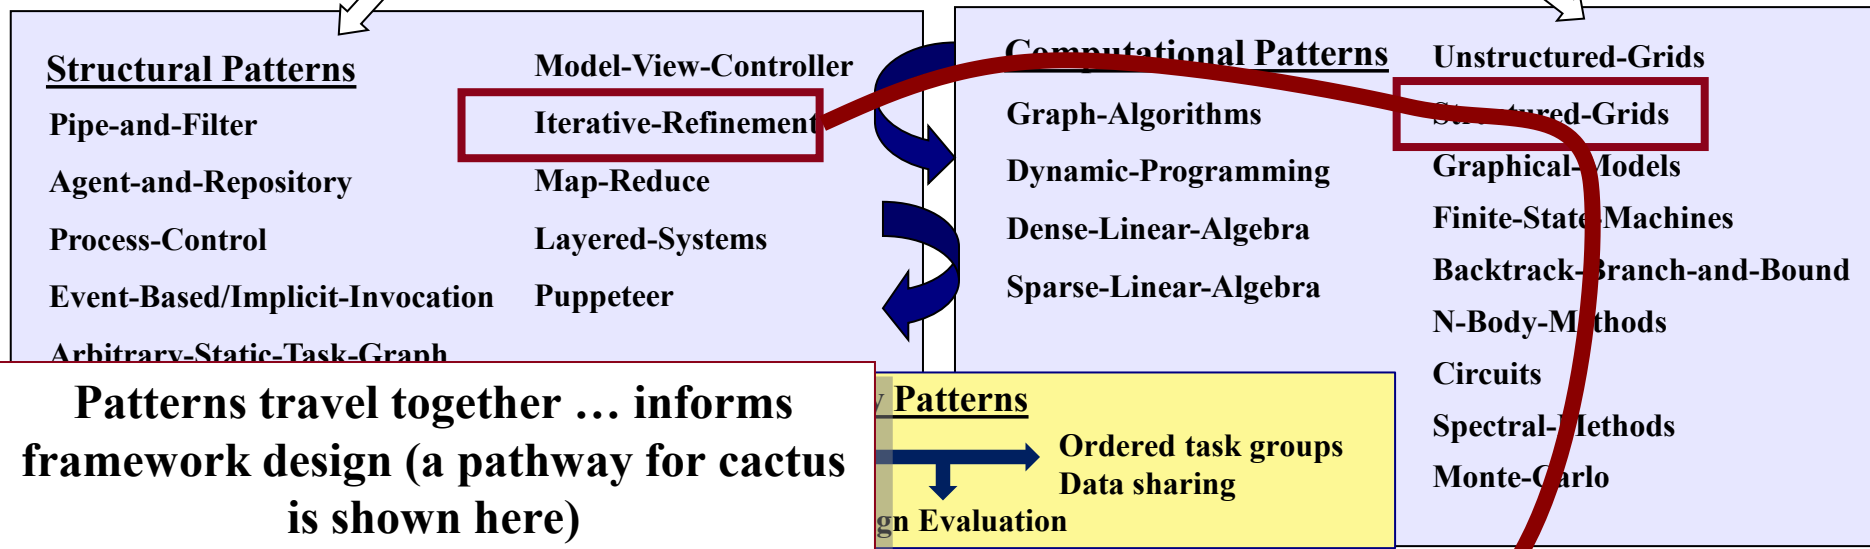 Structural Patterns
Pipe-and-Filter
Agent-and-Repository
Process-Control
Event-Based/Implicit-Invocation
Arbitrary-Static-Task-Graph
Model-View-Controller
Iterative-Refinement
Map-Reduce
Layered-Systems
Puppeteer
Computational Patterns
Graph-Algorithms
Dynamic-Programming
Dense-Linear-Algebra
Sparse-Linear-Algebra
Unstructured-Grids
Structured-Grids
Graphical-Models
Finite-State-Machines
Backtrack-Branch-and-Bound
N-Body-Methods
Circuits
Spectral-Methods
Monte-Carlo
Patterns travel together … informs
framework design (a pathway for cactus
is shown here)
Patterns
Ordered task groups
Data sharing
Evaluation